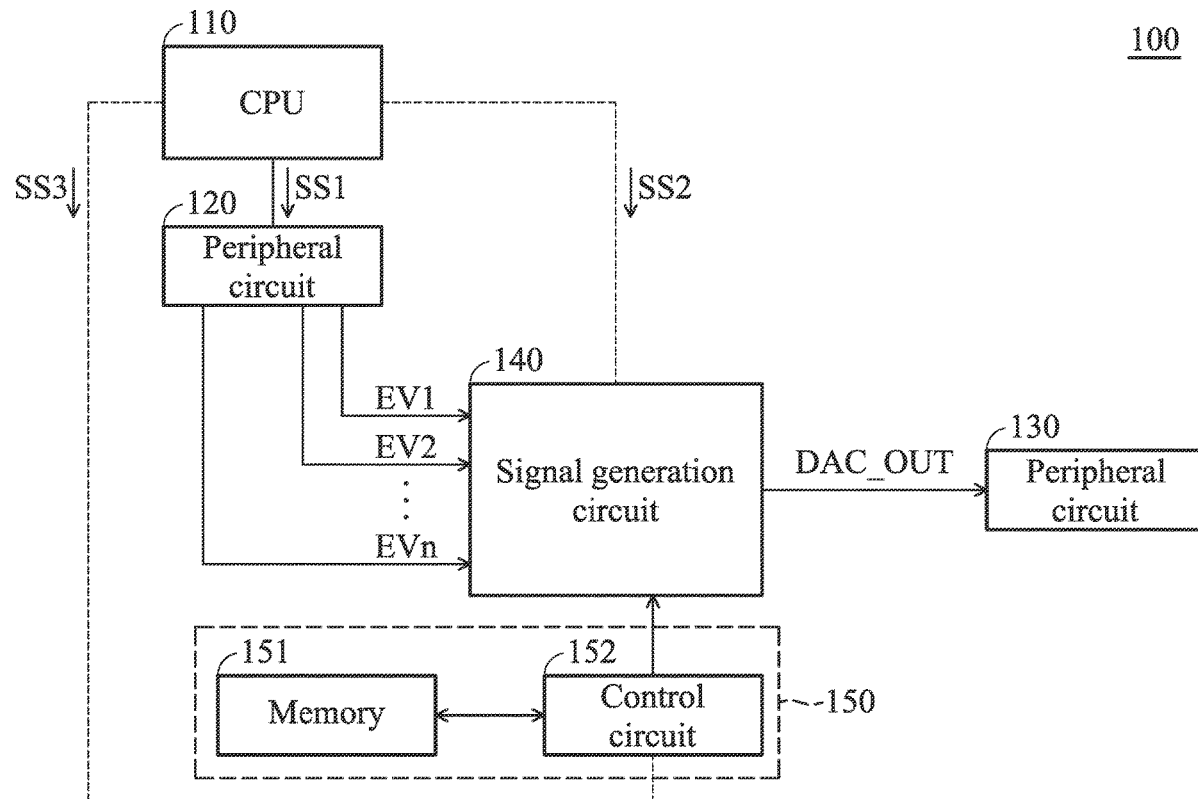 110
100
CPU
SS3
SS1
SS2
120
Peripheral
circuit
140
EV1
EV2
EVn
Signal generation
circuit
DAC_OUT
130
Peripheral
circuit
151
Memory
152
Control
circuit
150